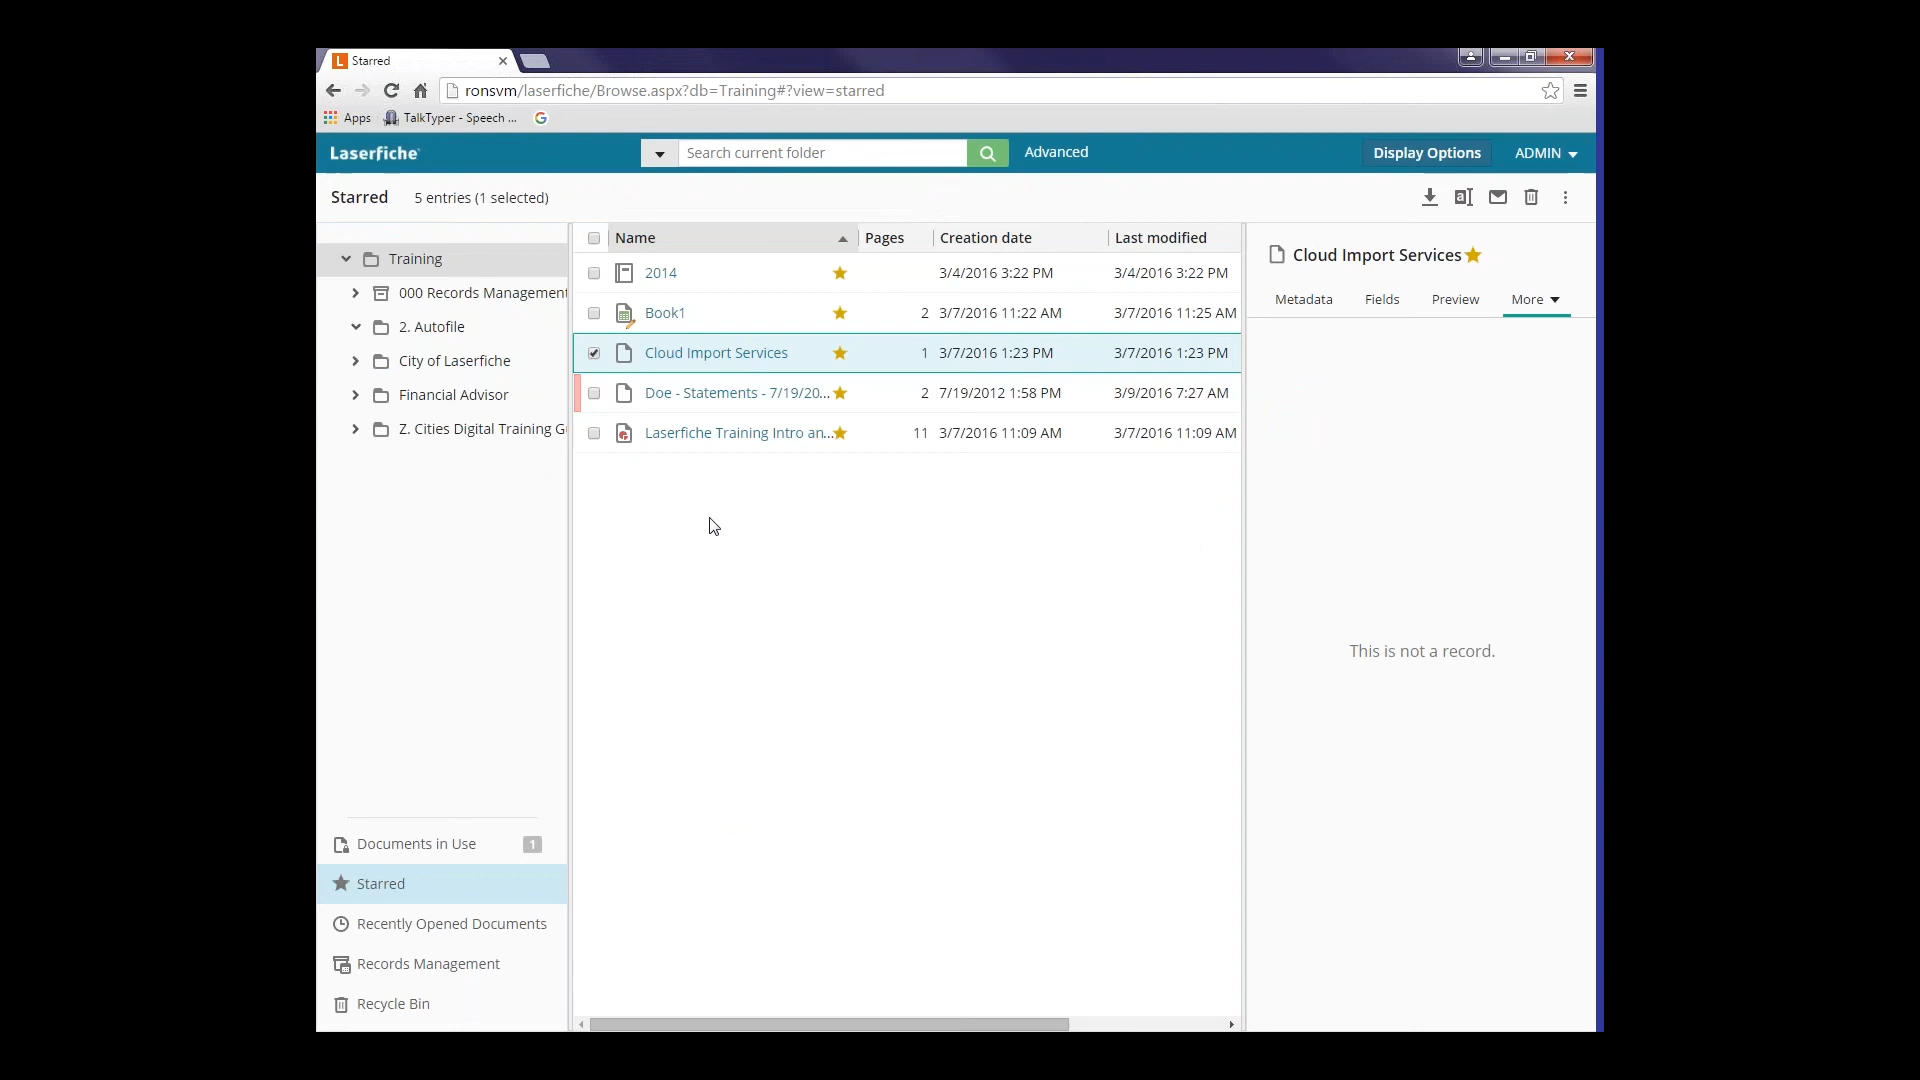 Starred
ronsvm/laserfiche/Browse.aspx?db=Training#?view=starred
Apps TalkTyper - Speech ... G
Laserfiche Search current folder Advanced Display Options ADMIN
Starred 5 entries (1 selected)
Training
000 Records Management
2. Autofile
City of Laserfiche
Financial Advisor
Z. Cities Digital Training G
Documents in Use 1
Starred
Recently Opened Documents
Records Management
Recycle Bin
Name Pages Creation date Last modified
2014 3/4/2016 3:22 PM 3/4/2016 3:22 PM
Book1 2 3/7/2016 11:22 AM 3/7/2016 11:25 AM
Cloud Import Services 1 3/7/2016 1:23 PM 3/7/2016 1:23 PM
Doe - Statements - 7/19/20... 2 7/19/2012 1:58 PM 3/9/2016 7:27 AM
Laserfiche Training Intro an... 11 3/7/2016 11:09 AM 3/7/2016 11:09 AM
Cloud Import Services
Metadata Fields Preview More
This is not a record.